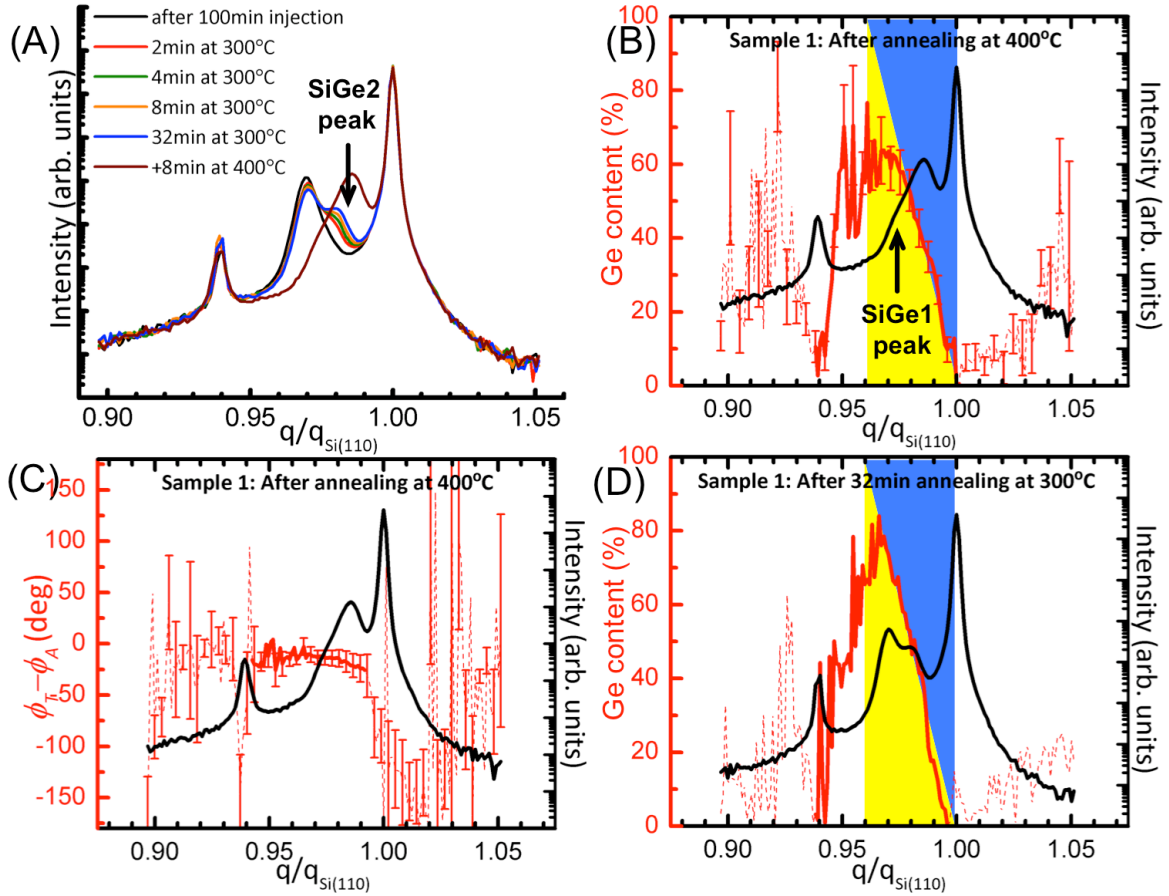 (A)
after 100min injection
2min at 300°C
4min at 300°C
8min at 300°C
32min at 300°C
+8min at 400°C
SiGe2
peak
Intensity (arb. units)
0.90 0.95 1.00 1.05
q/qSi(110)
(B)
Sample 1: After annealing at 400°C
SiGe1
peak
Ge content (%)
100
80
60
40
20
0
Intensity (arb. units)
0.90 0.95 1.00 1.05
q/qSi(110)
(C)
Sample 1: After annealing at 400°C
ϕT−ϕA (deg)
150
100
50
0
-50
-100
-150
Intensity (arb. units)
0.90 0.95 1.00 1.05
q/qSi(110)
(D)
Sample 1: After 32min annealing at 300°C
Ge content (%)
100
80
60
40
20
0
Intensity (arb. units)
0.90 0.95 1.00 1.05
q/qSi(110)